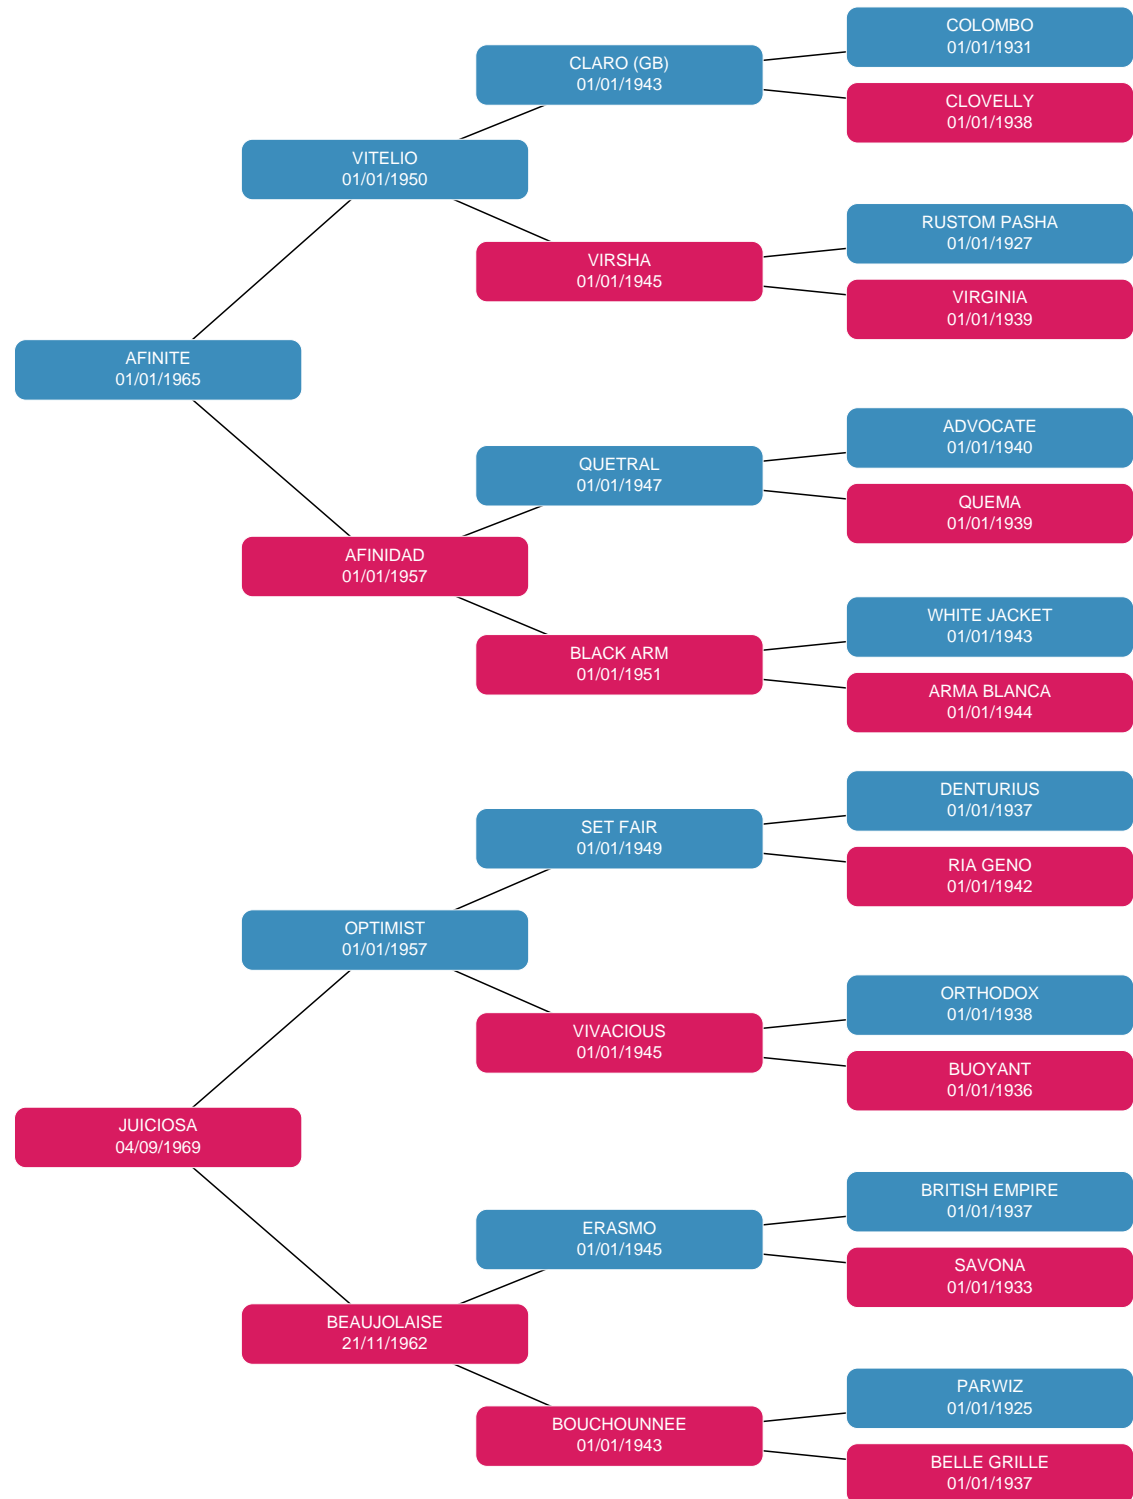 COLOMBO
01/01/1931
CLARO (GB)
01/01/1943
CLOVELLY
01/01/1938
VITELIO
01/01/1950
RUSTOM PASHA
01/01/1927
VIRSHA
01/01/1945
VIRGINIA
01/01/1939
AFINITE
01/01/1965
ADVOCATE
01/01/1940
QUETRAL
01/01/1947
QUEMA
01/01/1939
AFINIDAD
01/01/1957
WHITE JACKET
01/01/1943
BLACK ARM
01/01/1951
ARMA BLANCA
01/01/1944
DENTURIUS
01/01/1937
SET FAIR
01/01/1949
RIA GENO
01/01/1942
OPTIMIST
01/01/1957
ORTHODOX
01/01/1938
VIVACIOUS
01/01/1945
BUOYANT
01/01/1936
JUICIOSA
04/09/1969
BRITISH EMPIRE
01/01/1937
ERASMO
01/01/1945
SAVONA
01/01/1933
BEAUJOLAISE
21/11/1962
PARWIZ
01/01/1925
BOUCHOUNNEE
01/01/1943
BELLE GRILLE
01/01/1937